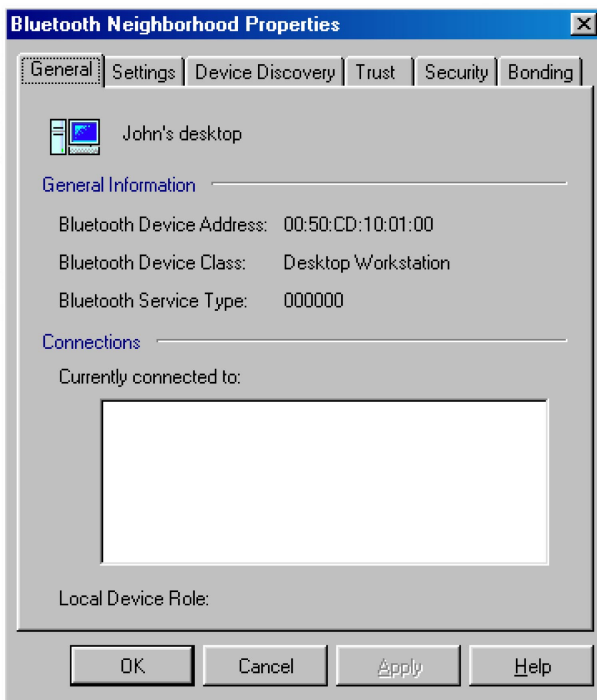 Bluetooth Neighborhood Properties
General Settings Device Discovery Trust Security Bonding
John's desktop
General Information
Bluetooth Device Address: 00:50:CD:10:01:00
Bluetooth Device Class: Desktop Workstation
Bluetooth Service Type: 000000
Connections
Currently connected to:
Local Device Role:
OK Cancel Apply Help